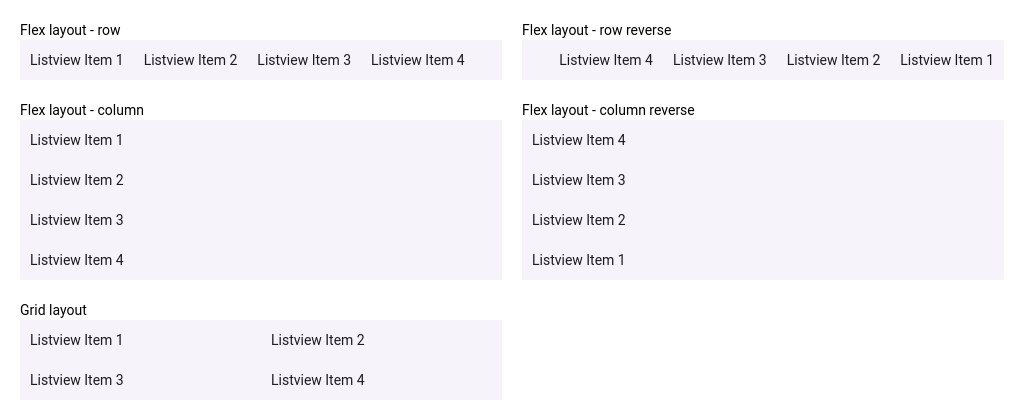 Flex layout - row
Listview Item 1 Listview Item 2 Listview Item 3 Listview Item 4
Flex layout - row reverse
Listview Item 4 Listview Item 3 Listview Item 2 Listview Item 1
Flex layout - column
Listview Item 1
Listview Item 2
Listview Item 3
Listview Item 4
Flex layout - column reverse
Listview Item 4
Listview Item 3
Listview Item 2
Listview Item 1
Grid layout
Listview Item 1 Listview Item 2
Listview Item 3 Listview Item 4